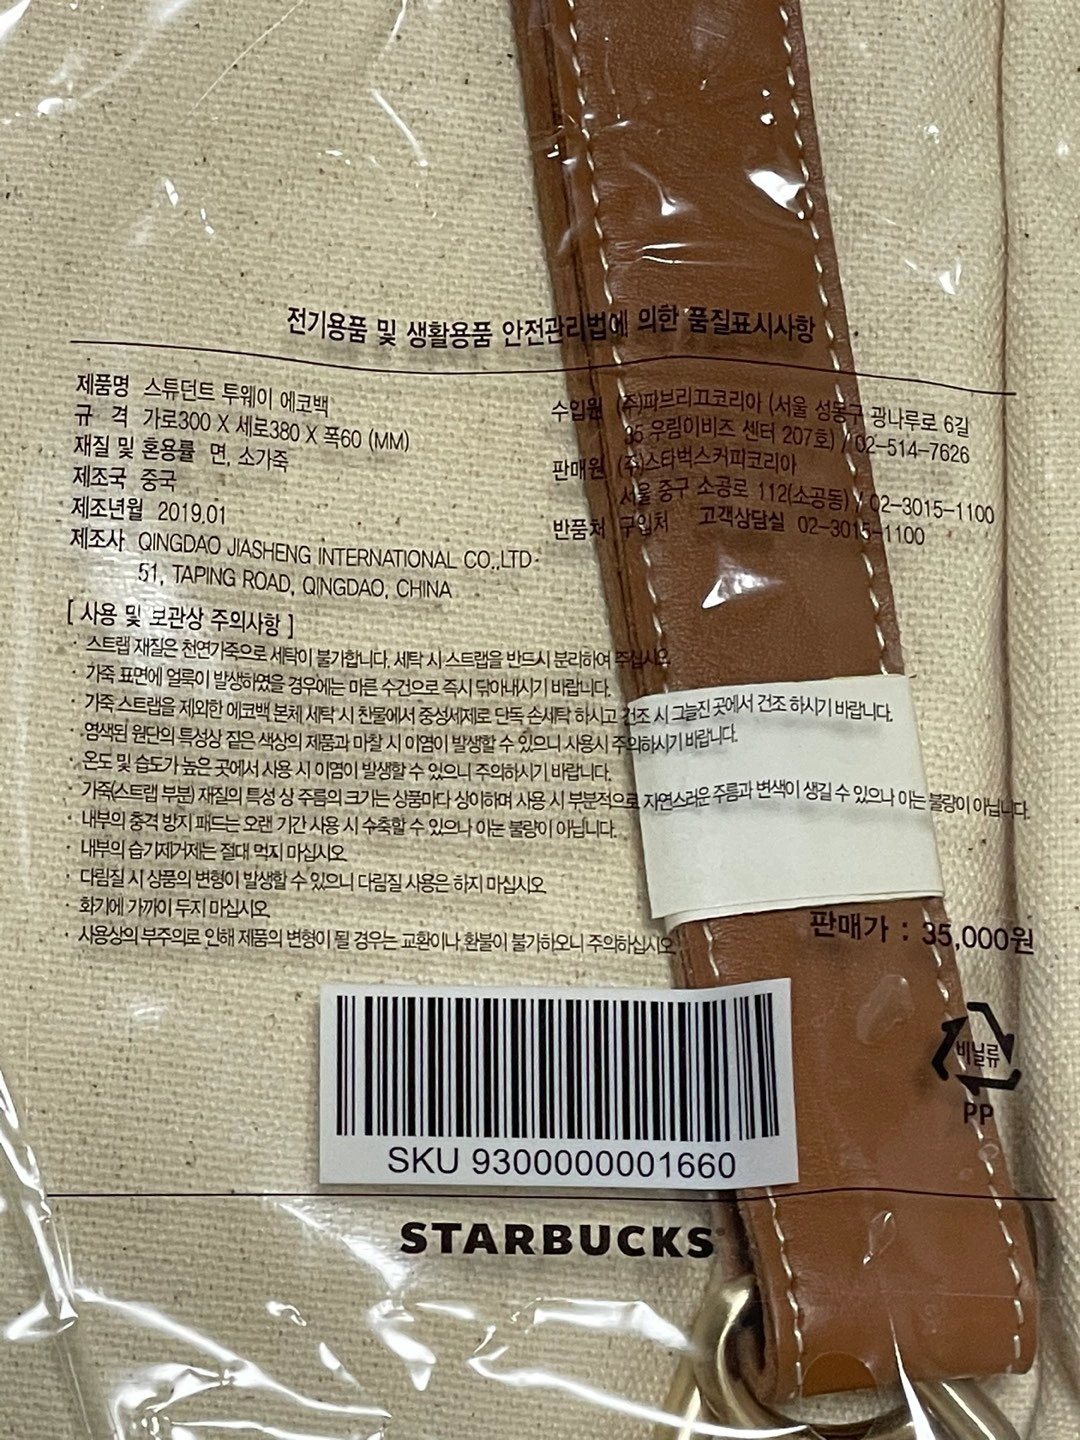 전기용품 및 생활용품 안전관리법에 의한 품질표시사항
제품명 스튜던트 투웨이 에코백
규 격 가로300 X 세로380 X 폭60 (MM)
재질 및 혼용률 면, 소가죽
제조국 중국
제조년월 2019.01
제조사 QINGDAO JIASHENG INTERNATIONAL CO.,LTD.
51, TAPING ROAD, QINGDAO, CHINA
수입원 (주)파브리끄코리아 (서울 성동구 광나루로 6길
35 우림이비즈 센터 207호) / 02-514-7626
판매원 (주)스타벅스커피코리아
서울 중구 소공로 112(소공동) / 02-3015-1100
반품처 구입처 고객상담실 02-3015-1100
[ 사용 및 보관상 주의사항 ]
· 스트랩 재질은 천연가죽으로 세탁이 불가합니다. 세탁 시 스트랩을 반드시 분리하여 주십시오.
· 가죽 표면에 얼룩이 발생하였을 경우에는 마른 수건으로 즉시 닦아내시기 바랍니다.
· 가죽 스트랩을 제외한 에코백 본체 세탁 시 찬물에서 중성세제로 단독 손세탁 하시고 건조 시 그늘진 곳에서 건조 하시기 바랍니다.
· 염색된 원단의 특성상 짙은 색상의 제품과 마찰 시 이염이 발생할 수 있으니 사용시 주의하시기 바랍니다.
· 온도 및 습도가 높은 곳에서 사용 시 이염이 발생할 수 있으니 주의하시기 바랍니다.
· 가죽(스트랩 부분) 재질의 특성 상 주름의 크기는 상품마다 상이하며 사용 시 부분적으로 자연스러운 주름과 변색이 생길 수 있으나 이는 불량이 아닙니다.
· 내부의 충격 방지 패드는 오랜 기간 사용 시 수축할 수 있으나 이는 불량이 아닙니다.
· 내부의 습기제거제는 절대 먹지 마십시오.
· 다림질 시 상품의 변형이 발생할 수 있으니 다림질 사용은 하지 마십시오.
· 화기에 가까이 두지 마십시오.
· 사용상의 부주의로 인해 제품의 변형이 될 경우는 교환이나 환불이 불가하오니 주의하십시오.
판매가 : 35,000원
비닐류
PP
SKU 9300000001660
STARBUCKS